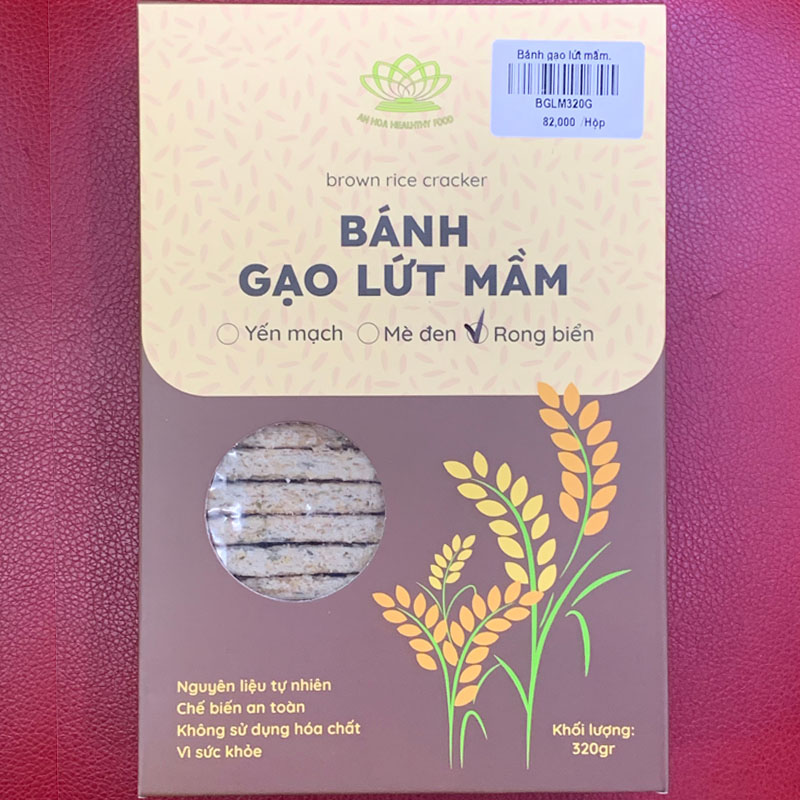 Bánh gạo lứt mầm.
BGLM320G
82,000 /Hộp
AN HOA HEALHTHY FOOD
brown rice cracker
BÁNH
GẠO LỨT MẦM
Yến mạch Mè đen Rong biển
Nguyên liệu tự nhiên
Chế biến an toàn
Không sử dụng hóa chất
Vì sức khỏe
Khối lượng:
320gr